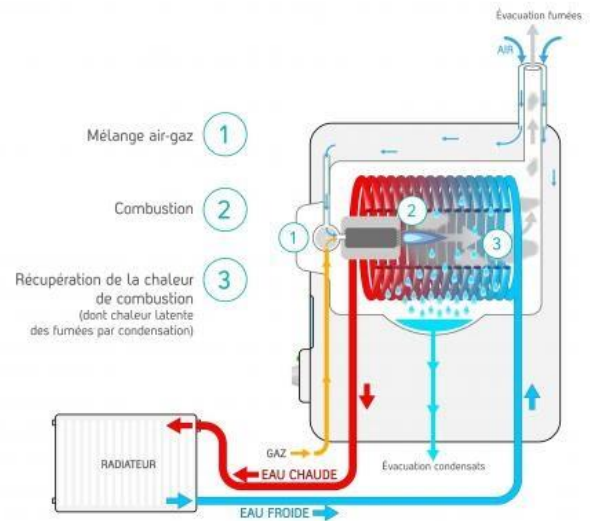 Évacuation fumées
AIR
Mélange air-gaz
1
Combustion
2
Récupération de la chaleur
de combustion
(dont chaleur latente
des fumées par condensation)
3
1
2
3
RADIATEUR
GAZ
EAU CHAUDE
Évacuation condensats
EAU FROIDE